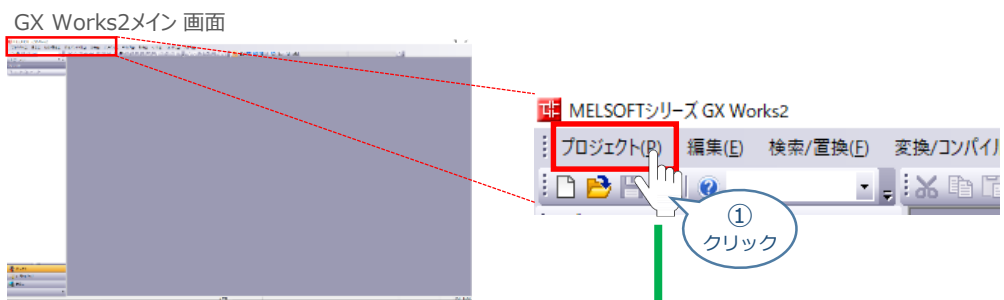 GX Works2メイン 画面
MELSOFTシリーズ GX Works2
プロジェクト(P) 編集(E) 検索/置換(F) 変換/コンパイル
①
クリック